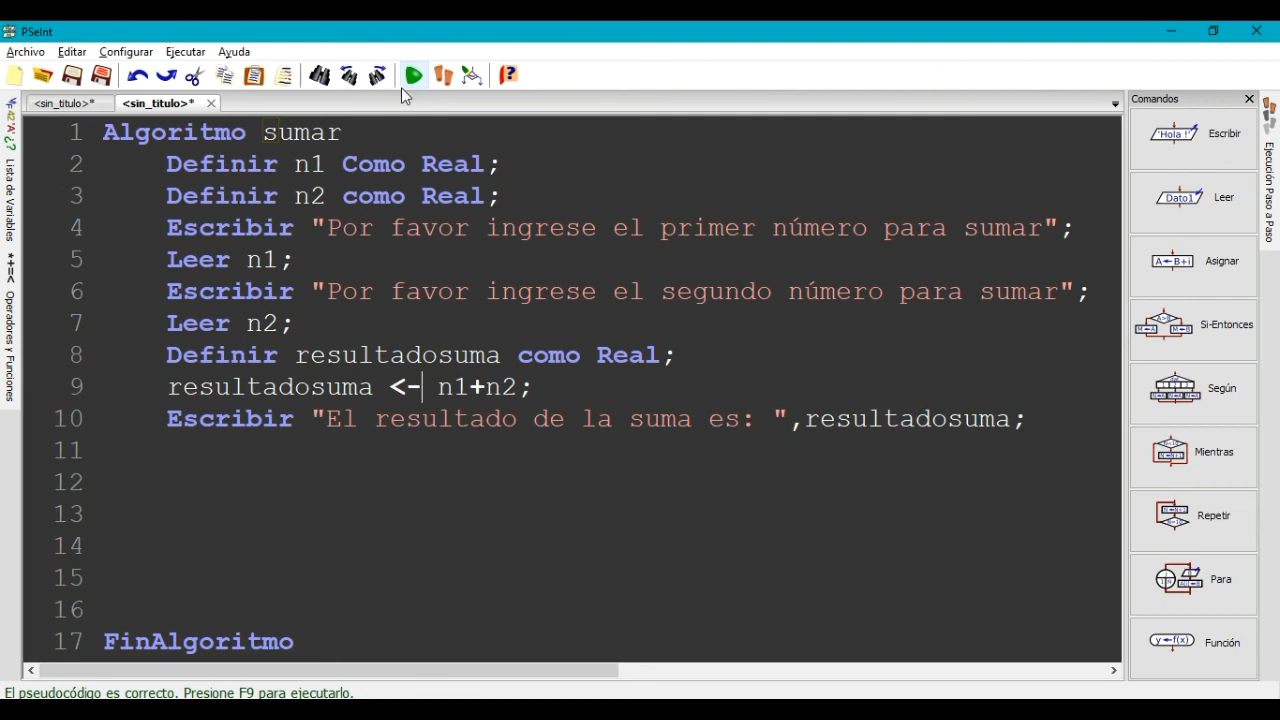 PSeInt
Archivo Editar Configurar Ejecutar Ayuda
<sin_titulo>* <sin_titulo>*
Comandos
1 Algoritmo sumar
2 Definir n1 Como Real;
3 Definir n2 como Real;
4 Escribir "Por favor ingrese el primer número para sumar";
5 Leer n1;
6 Escribir "Por favor ingrese el segundo número para sumar";
7 Leer n2;
8 Definir resultadosuma como Real;
9 resultadosuma <- n1+n2;
10 Escribir "El resultado de la suma es: ",resultadosuma;
11
12
13
14
15
16
17 FinAlgoritmo
Lista de Variables
Operadores y Funciones
'Hola !' Escribir
Dato1 Leer
A←B+i Asignar
Si-Entonces
Según
Mientras
Repetir
Para
y←f(x) Función
Ejecución Paso a Paso
El pseudocódigo es correcto. Presione F9 para ejecutarlo.